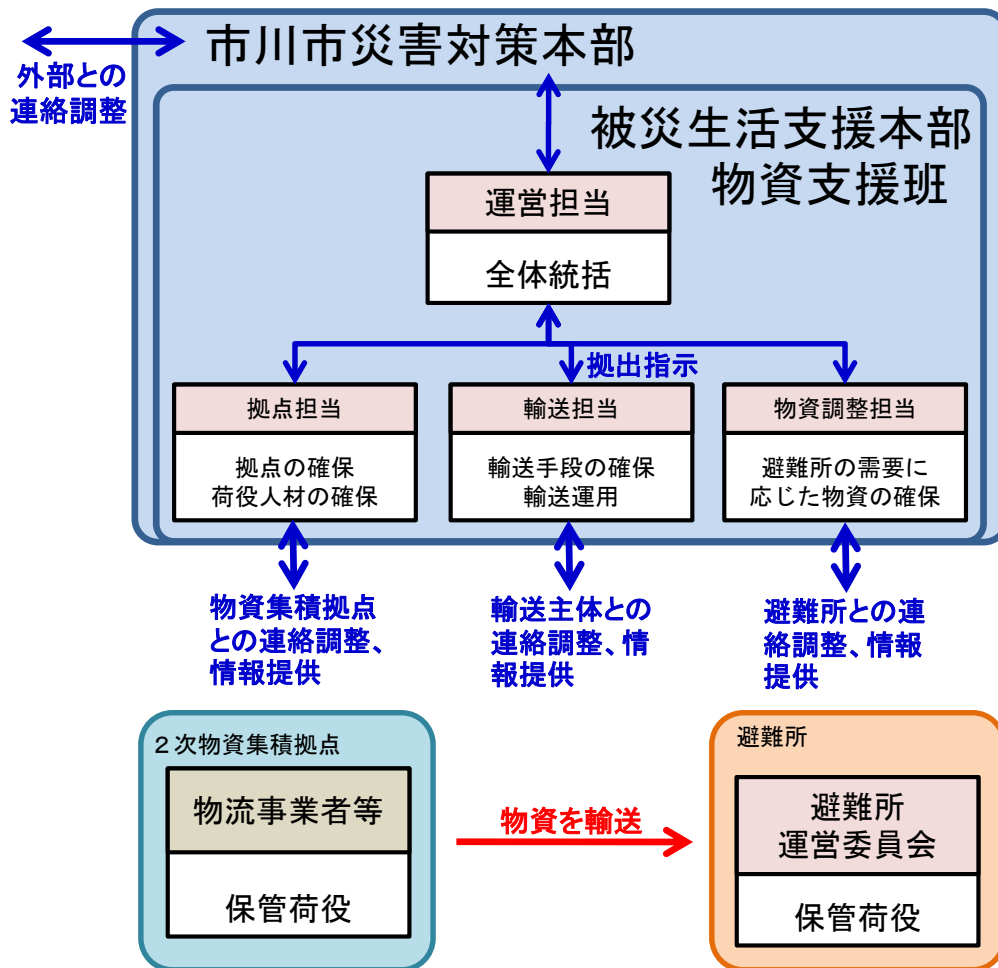 市川市災害対策本部
外部との
連絡調整
被災生活支援本部
物資支援班
運営担当
全体統括
拠出指示
拠点担当
拠点の確保
荷役人材の確保
輸送担当
輸送手段の確保
輸送運用
物資調整担当
避難所の需要に
応じた物資の確保
物資集積拠点
との連絡調整、
情報提供
輸送主体との
連絡調整、情
報提供
避難所との連
絡調整、情報
提供
２次物資集積拠点
物流事業者等
保管荷役
物資を輸送
避難所
避難所
運営委員会
保管荷役